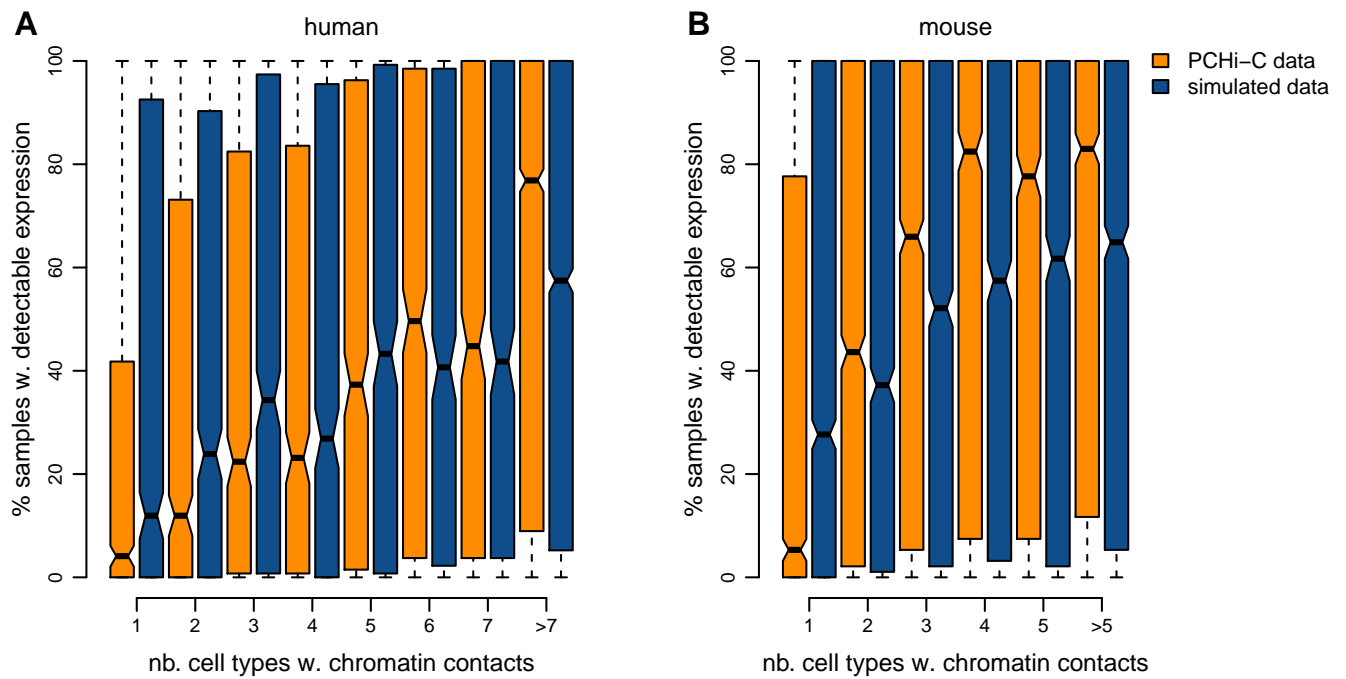 A
human
% samples w. detectable expression
0
20
40
60
80
100
1
2
3
4
5
6
7
>7
nb. cell types w. chromatin contacts
B
mouse
% samples w. detectable expression
0
20
40
60
80
100
1
2
3
4
5
>5
nb. cell types w. chromatin contacts
PCHi−C data
simulated data